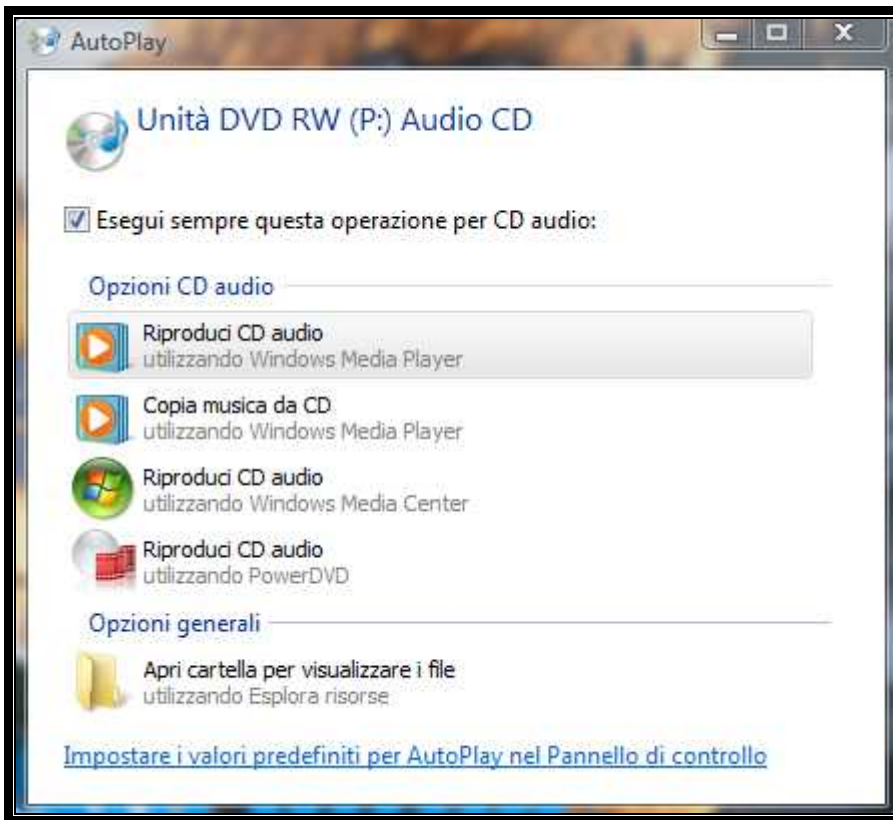 AutoPlay
Unità DVD RW (P:) Audio CD
Esegui sempre questa operazione per CD audio:
Opzioni CD audio
Riproduci CD audio
utilizzando Windows Media Player
Copia musica da CD
utilizzando Windows Media Player
Riproduci CD audio
utilizzando Windows Media Center
Riproduci CD audio
utilizzando PowerDVD
Opzioni generali
Apri cartella per visualizzare i file
utilizzando Esplora risorse
Impostare i valori predefiniti per AutoPlay nel Pannello di controllo